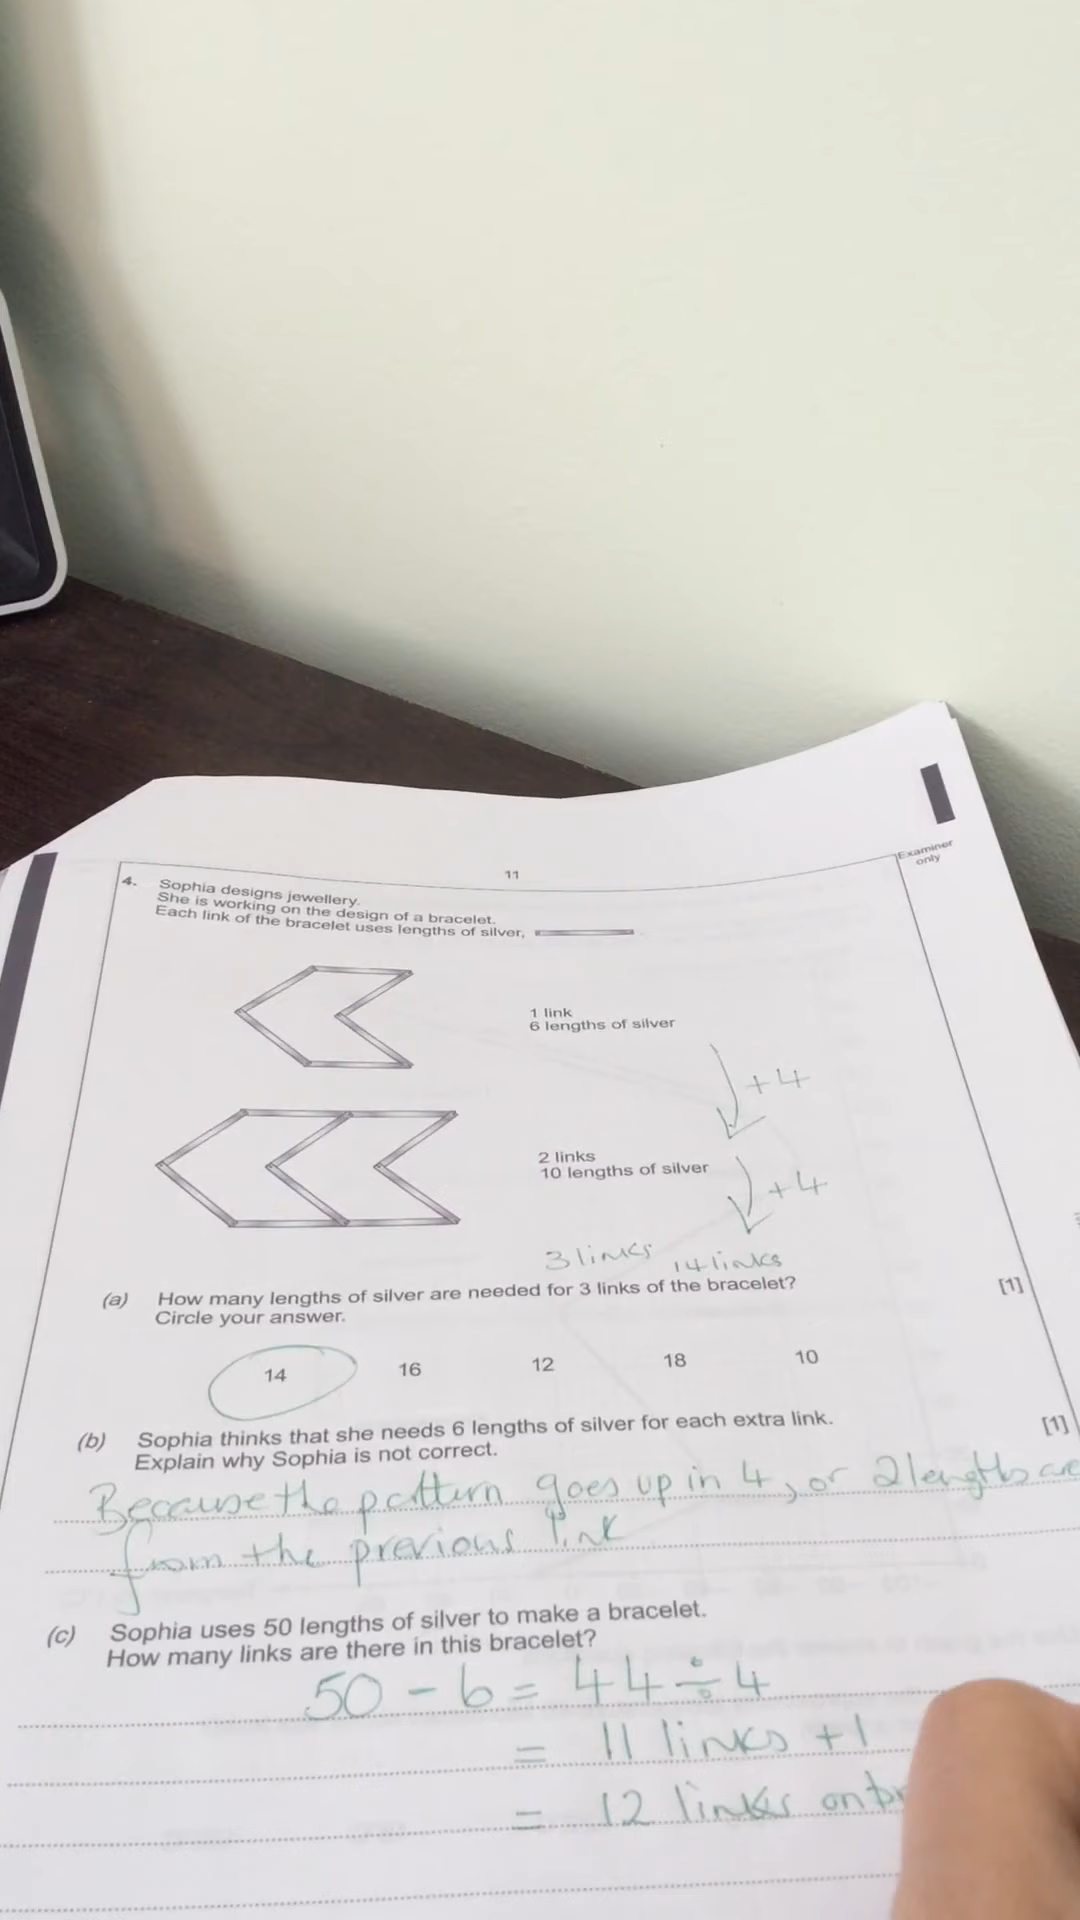 11
Examiner
only
4. Sophia designs jewellery.
She is working on the design of a bracelet.
Each link of the bracelet uses lengths of silver,
1 link
6 lengths of silver
+4
2 links
10 lengths of silver
+4
3 links 14 links
(a) How many lengths of silver are needed for 3 links of the bracelet? [1]
Circle your answer.
14 16 12 18 10
(b) Sophia thinks that she needs 6 lengths of silver for each extra link. [1]
Explain why Sophia is not correct.
Because the pattern goes up in 4, or 2 lengths are
from the previous link
(c) Sophia uses 50 lengths of silver to make a bracelet.
How many links are there in this bracelet?
50 - 6 = 44 ÷ 4
= 11 links +1
= 12 links on